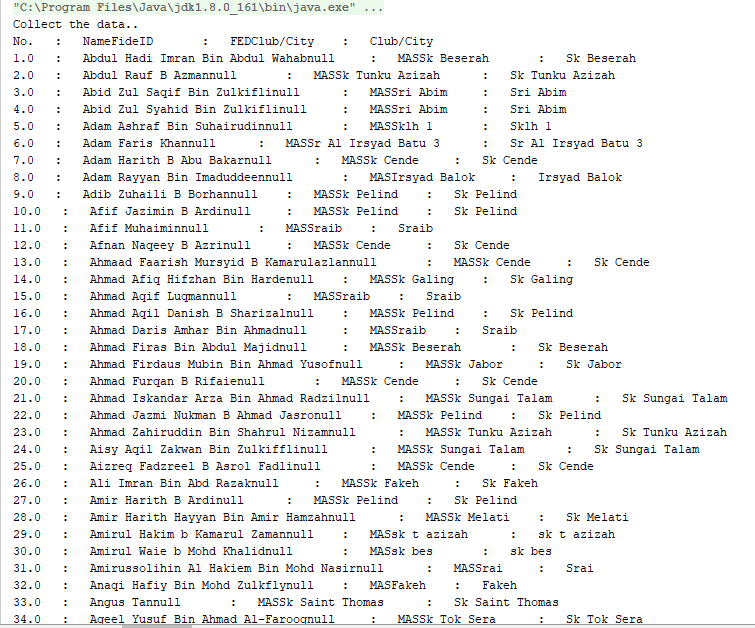 "C:\Program Files\Java\jdk1.8.0_161\bin\java.exe" ...
Collect the data..
No. : NameFideID : FEDClub/City : Club/City
1.0 : Abdul Hadi Imran Bin Abdul Wahabnull : MASSk Beserah : Sk Beserah
2.0 : Abdul Rauf B Azmannull : MASSk Tunku Azizah : Sk Tunku Azizah
3.0 : Abid Zul Saqif Bin Zulkiflinull : MASSri Abim : Sri Abim
4.0 : Abid Zul Syahid Bin Zulkiflinull : MASSri Abim : Sri Abim
5.0 : Adam Ashraf Bin Suhairudinnull : MASSklh 1 : Sklh 1
6.0 : Adam Faris Khannull : MASSr Al Irsyad Batu 3 : Sr Al Irsyad Batu 3
7.0 : Adam Harith B Abu Bakarnull : MASSk Cende : Sk Cende
8.0 : Adam Rayyan Bin Imaduddeennull : MASIrsyad Balok : Irsyad Balok
9.0 : Adib Zuhaili B Borhannull : MASSk Pelind : Sk Pelind
10.0 : Afif Jazimin B Ardinull : MASSk Pelind : Sk Pelind
11.0 : Afif Muhaiminnull : MASSraib : Sraib
12.0 : Afnan Naqeey B Azrinull : MASSk Cende : Sk Cende
13.0 : Ahmaad Faarish Mursyid B Kamarulazlannull : MASSk Cende : Sk Cende
14.0 : Ahmad Afiq Hifzhan Bin Hardenull : MASSk Galing : Sk Galing
15.0 : Ahmad Aqif Luqmannull : MASSraib : Sraib
16.0 : Ahmad Aqil Danish B Sharizalnull : MASSk Pelind : Sk Pelind
17.0 : Ahmad Daris Amhar Bin Ahmadnull : MASSraib : Sraib
18.0 : Ahmad Firas Bin Abdul Majidnull : MASSk Beserah : Sk Beserah
19.0 : Ahmad Firdaus Mubin Bin Ahmad Yusofnull : MASSk Jabor : Sk Jabor
20.0 : Ahmad Furqan B Rifaienull : MASSk Cende : Sk Cende
21.0 : Ahmad Iskandar Arza Bin Ahmad Radzilnull : MASSk Sungai Talam : Sk Sungai Talam
22.0 : Ahmad Jazmi Nukman B Ahmad Jasronull : MASSk Pelind : Sk Pelind
23.0 : Ahmad Zahiruddin Bin Shahrul Nizamnull : MASSk Tunku Azizah : Sk Tunku Azizah
24.0 : Aisy Aqil Zakwan Bin Zulkifflinull : MASSk Sungai Talam : Sk Sungai Talam
25.0 : Aizreq Fadzreel B Asrol Fadlinull : MASSk Cende : Sk Cende
26.0 : Ali Imran Bin Abd Razaknull : MASSk Fakeh : Sk Fakeh
27.0 : Amir Harith B Ardinull : MASSk Pelind : Sk Pelind
28.0 : Amir Harith Hayyan Bin Amir Hamzahnull : MASSk Melati : Sk Melati
29.0 : Amirul Hakim b Kamarul Zamannull : MASsk t azizah : sk t azizah
30.0 : Amirul Waie b Mohd Khalidnull : MASsk bes : sk bes
31.0 : Amirussolihin Al Hakiem Bin Mohd Nasirnull : MASSrai : Srai
32.0 : Anaqi Hafiy Bin Mohd Zulkflynull : MASFakeh : Fakeh
33.0 : Angus Tannull : MASSk Saint Thomas : Sk Saint Thomas
34.0 : Aqeel Yusuf Bin Ahmad Al-Farooqnull : MASSk Tok Sera : Sk Tok Sera